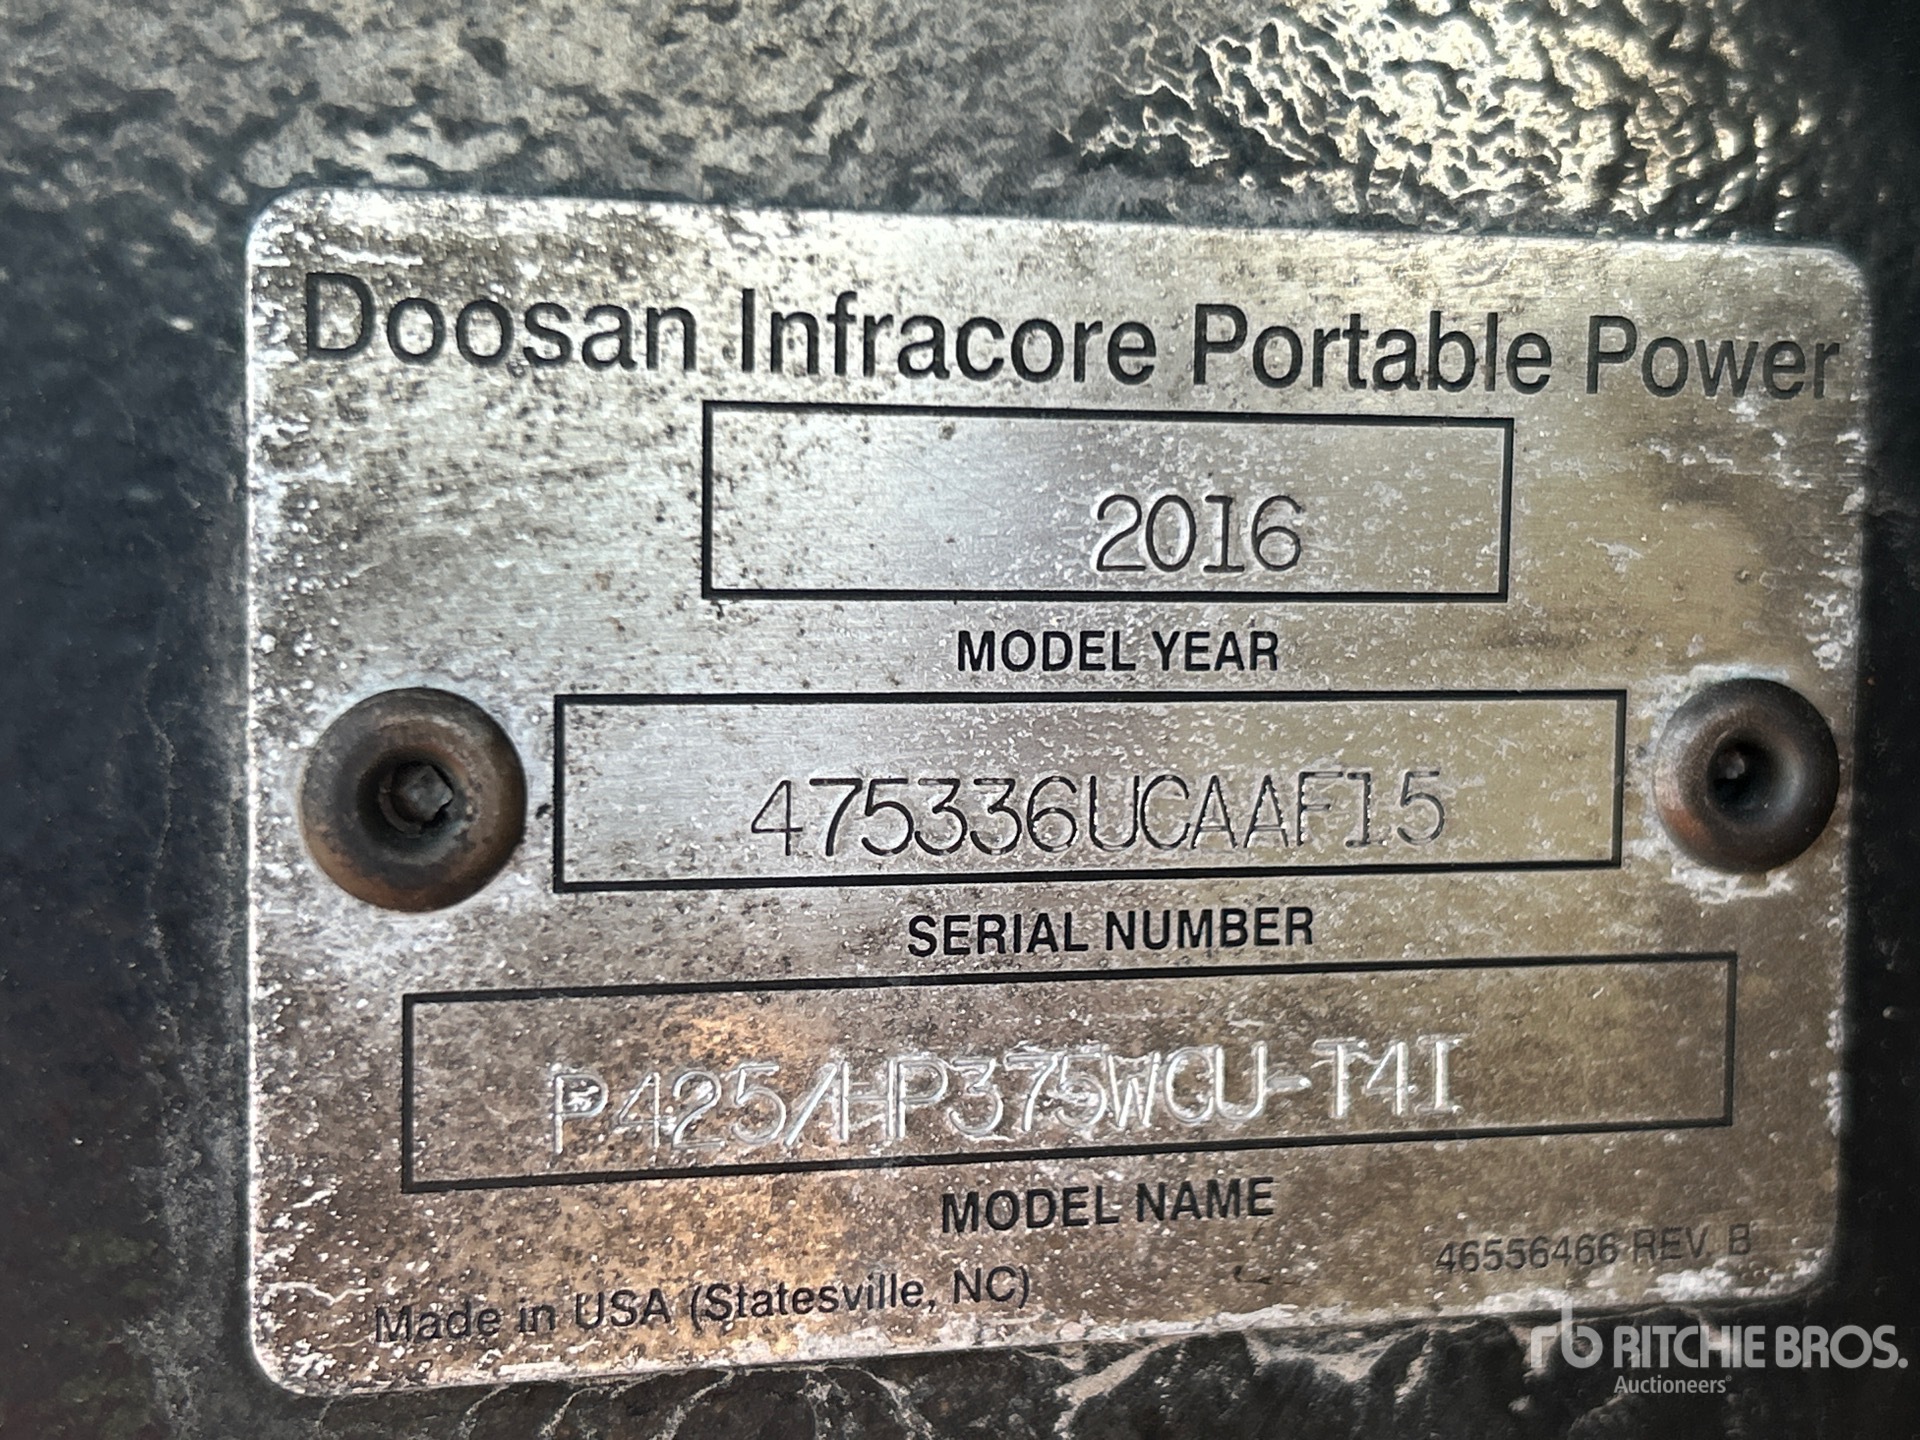 Doosan Infracore Portable Power
2016
MODEL YEAR
475336UCAAF15
SERIAL NUMBER
P425/HP375WCU-T4I
MODEL NAME
46556466 REV. B
Made in USA (Statesville, NC)
rb RITCHIE BROS.
Auctioneers